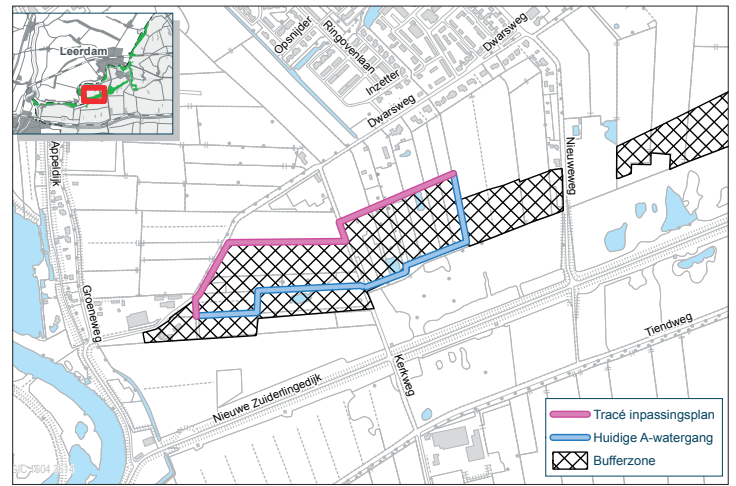 Leerdam
Opsnijder
Ringovenlaan
Inzetter
Dwarsweg
Dwarsweg
Appeldijk
Nieuweweg
Groeneweg
Kerkweg
Tiendweg
Nieuwe Zuiderlingedijk
Tracé inpassingsplan
Huidige A-watergang
Bufferzone